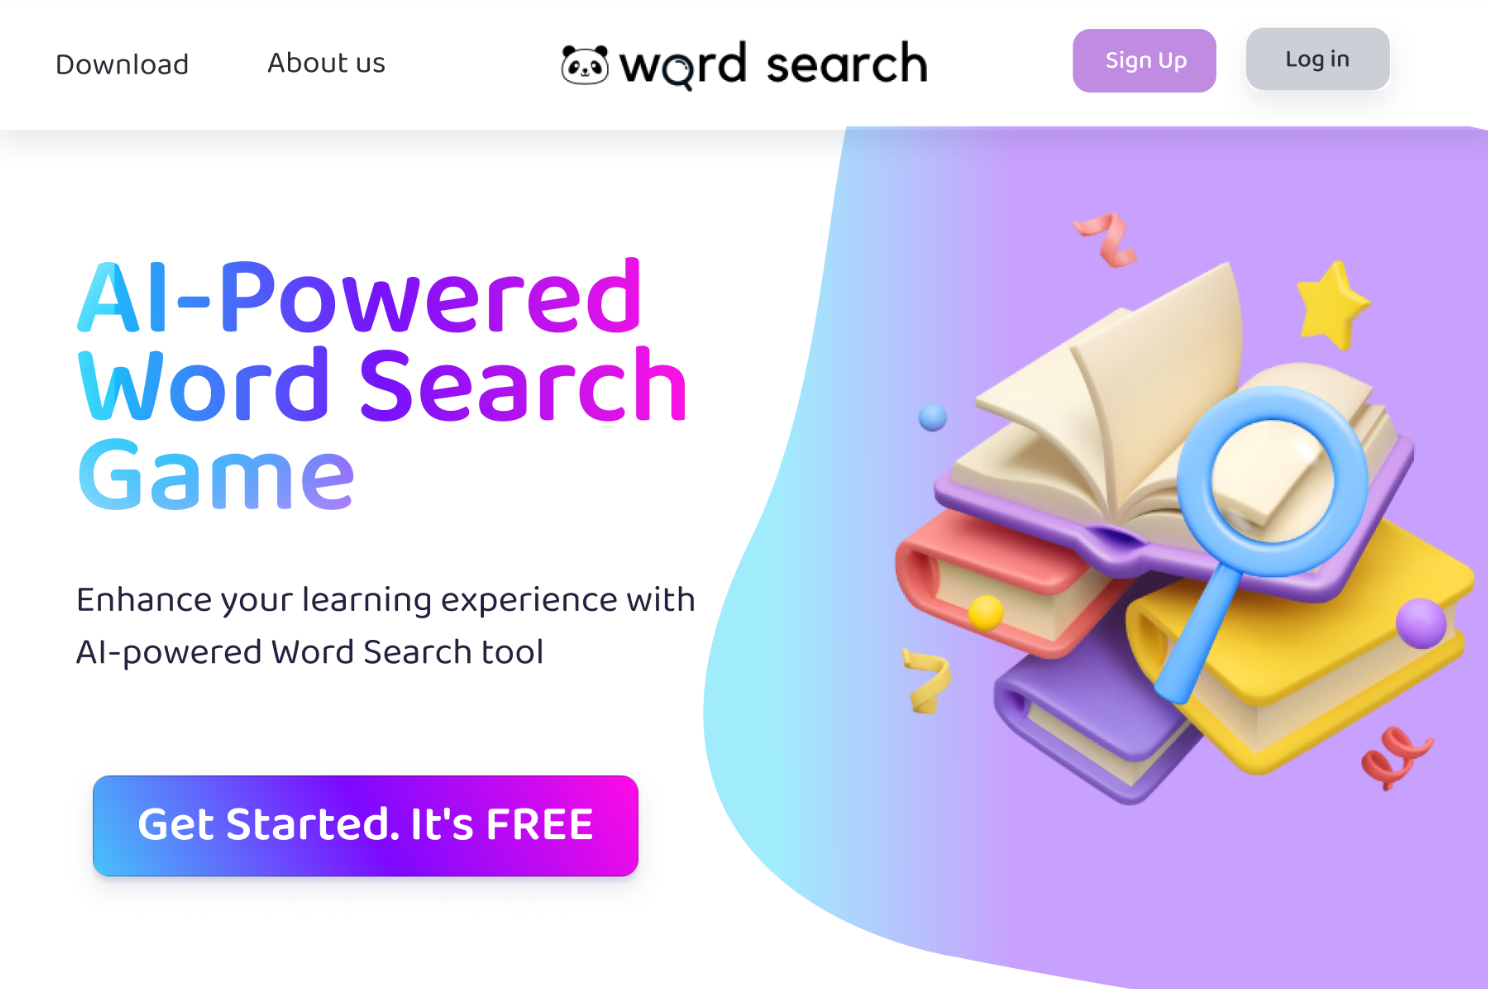 Download
About us
word search
Sign Up
Log in
AI-Powered
Word Search
Game
Enhance your learning experience with
AI-powered Word Search tool
Get Started. It's FREE